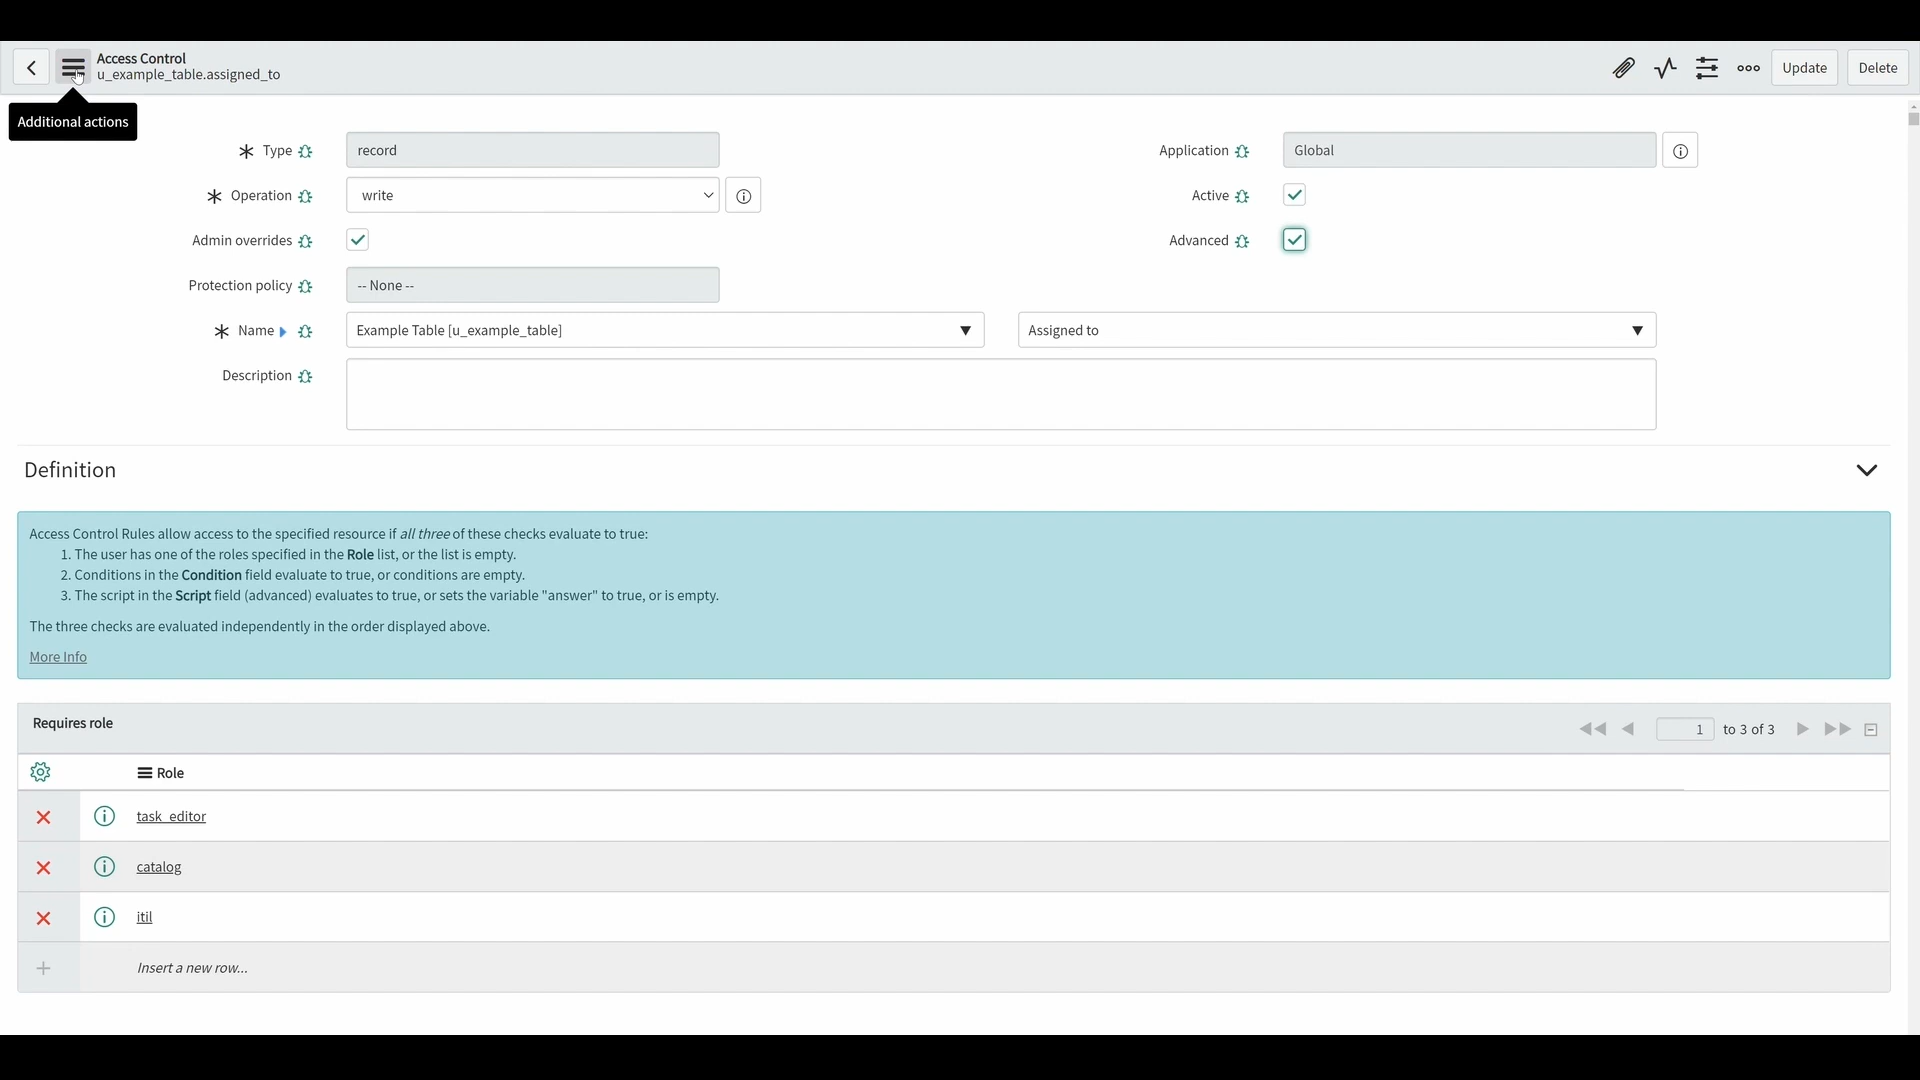 Access Control
u_example_table.assigned_to
Update
Delete
Additional actions
Type
record
Application
Global
Operation
write
Active
Admin overrides
Advanced
Protection policy
-- None --
Name
Example Table [u_example_table]
Assigned to
Description
Definition
Access Control Rules allow access to the specified resource if all three of these checks evaluate to true:
1. The user has one of the roles specified in the Role list, or the list is empty.
2. Conditions in the Condition field evaluate to true, or conditions are empty.
3. The script in the Script field (advanced) evaluates to true, or sets the variable "answer" to true, or is empty.
The three checks are evaluated independently in the order displayed above.
More Info
Requires role
1 to 3 of 3
Role
task_editor
catalog
itil
Insert a new row...